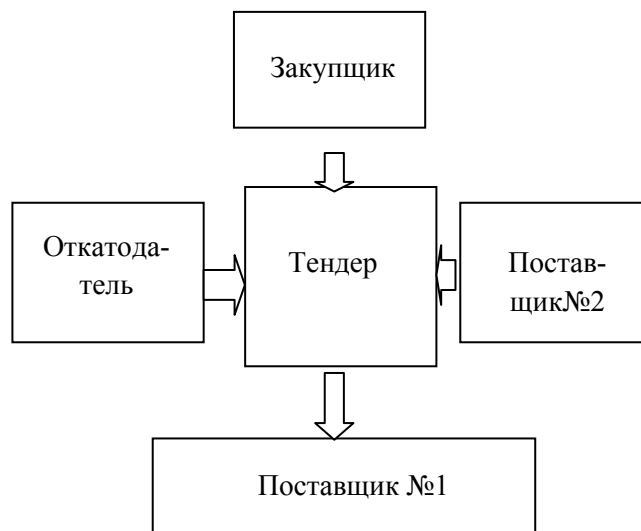 Закупщик
Откатода-
тель
Тендер
Постав-
щик№2
Поставщик №1